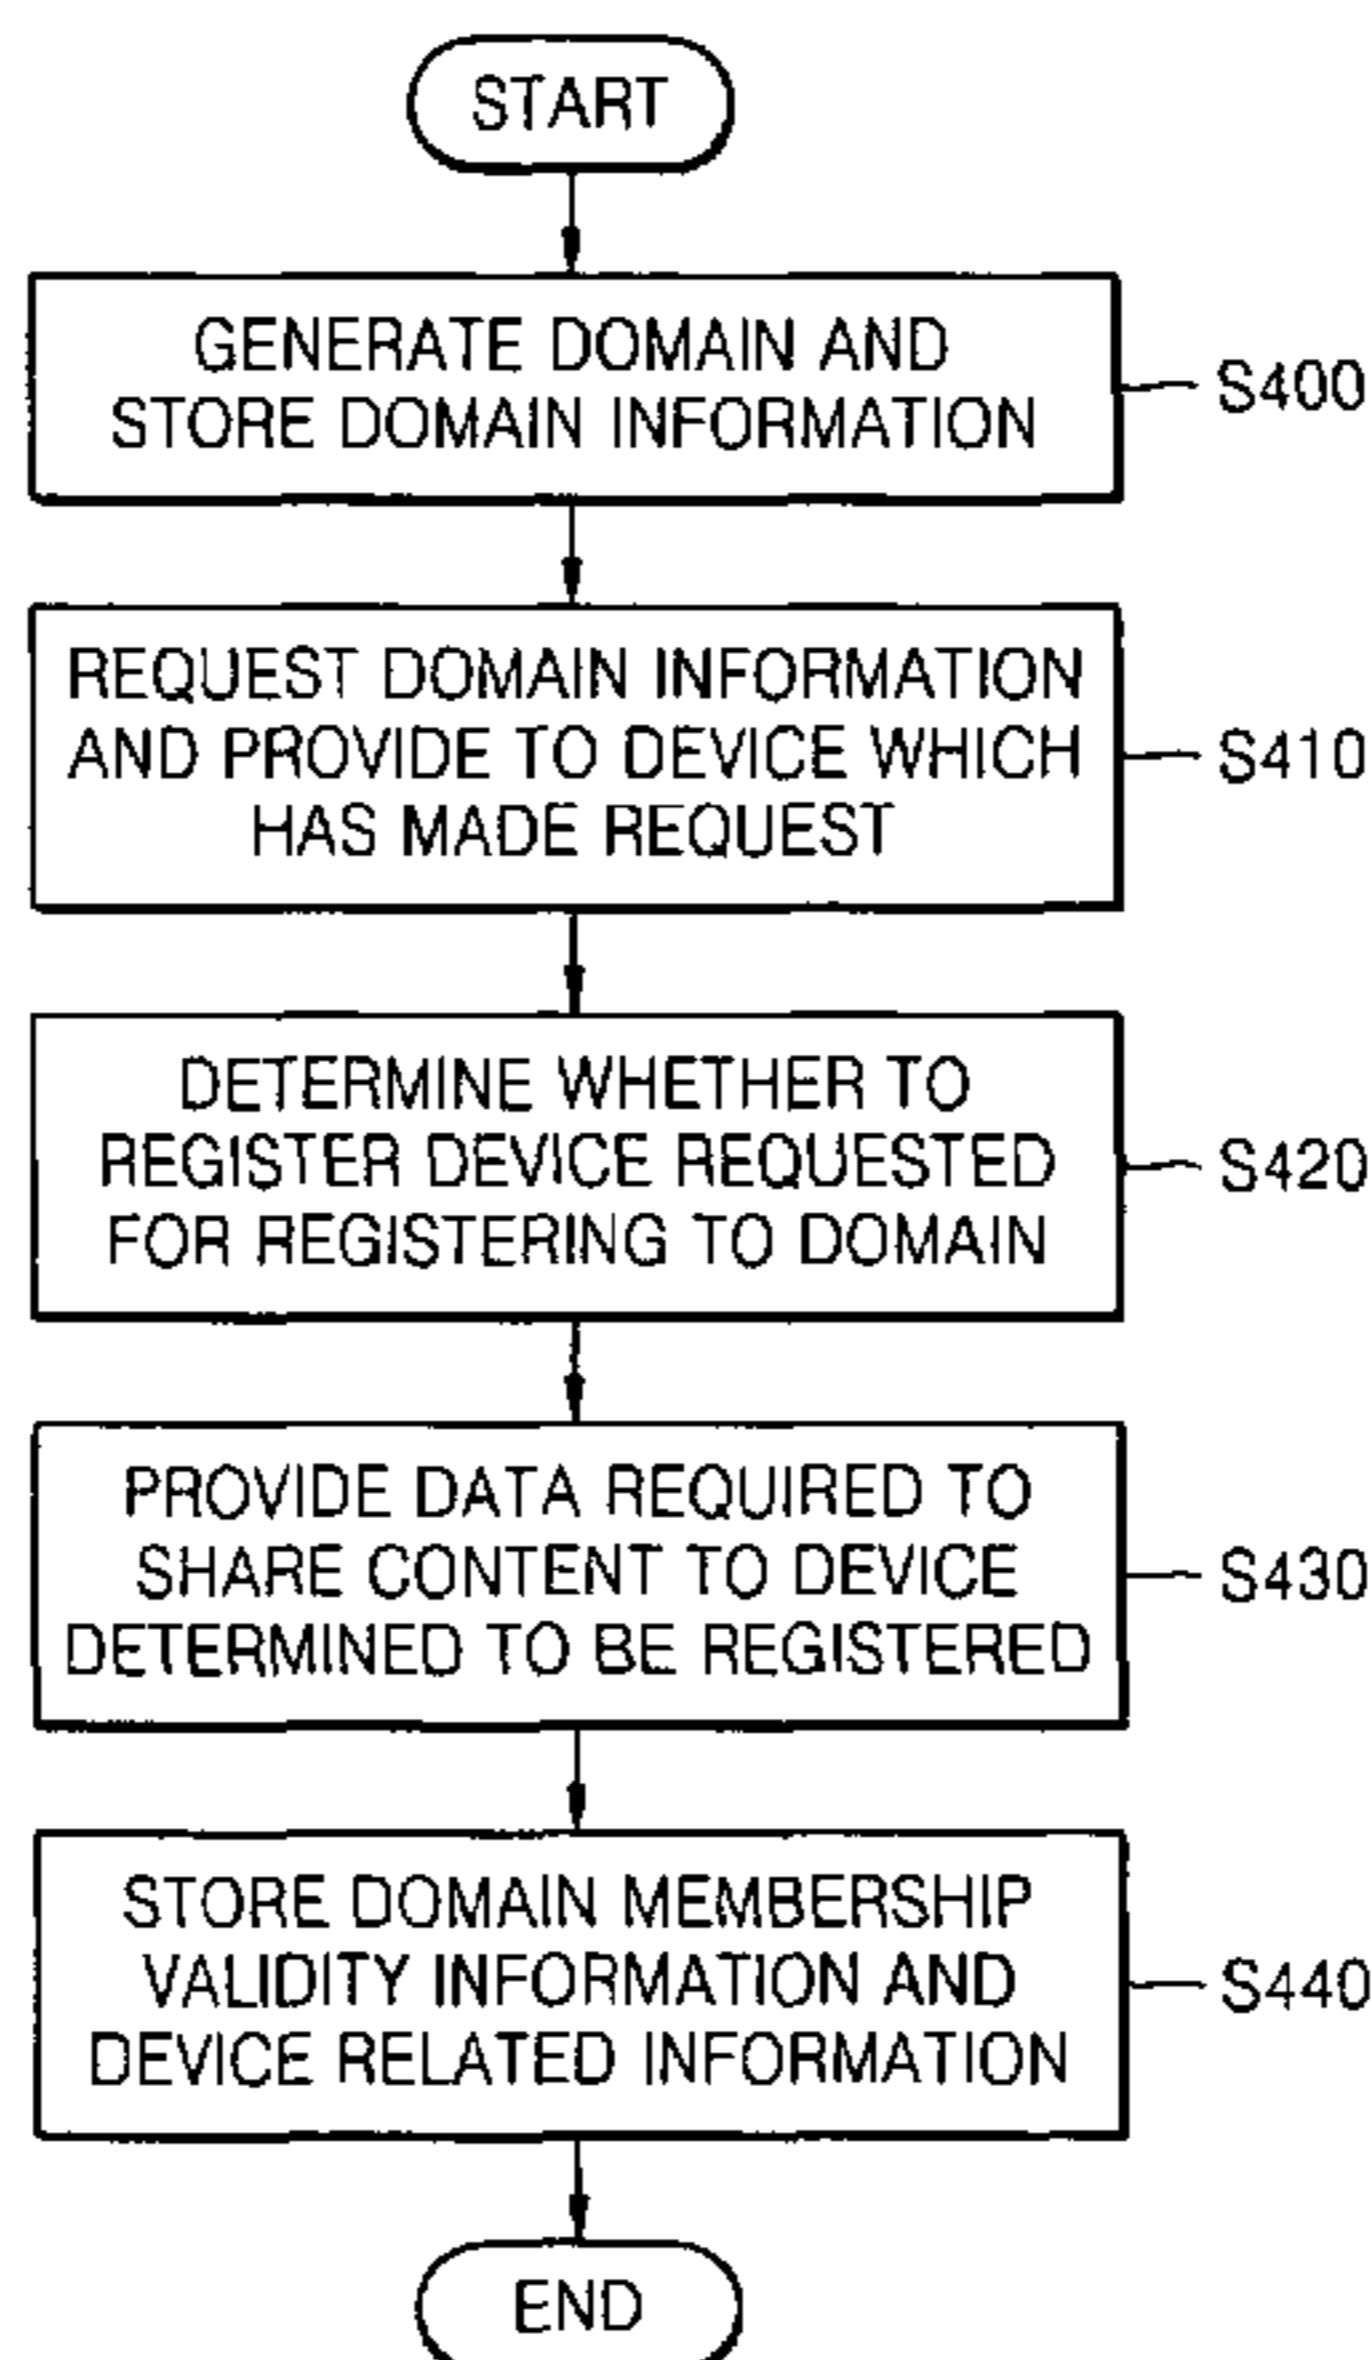 START
GENERATE DOMAIN AND
STORE DOMAIN INFORMATION
S400
REQUEST DOMAIN INFORMATION
AND PROVIDE TO DEVICE WHICH
HAS MADE REQUEST
S410
DETERMINE WHETHER TO
REGISTER DEVICE REQUESTED
FOR REGISTERING TO DOMAIN
S420
PROVIDE DATA REQUIRED TO
SHARE CONTENT TO DEVICE
DETERMINED TO BE REGISTERED
S430
STORE DOMAIN MEMBERSHIP
VALIDITY INFORMATION AND
DEVICE RELATED INFORMATION
S440
END